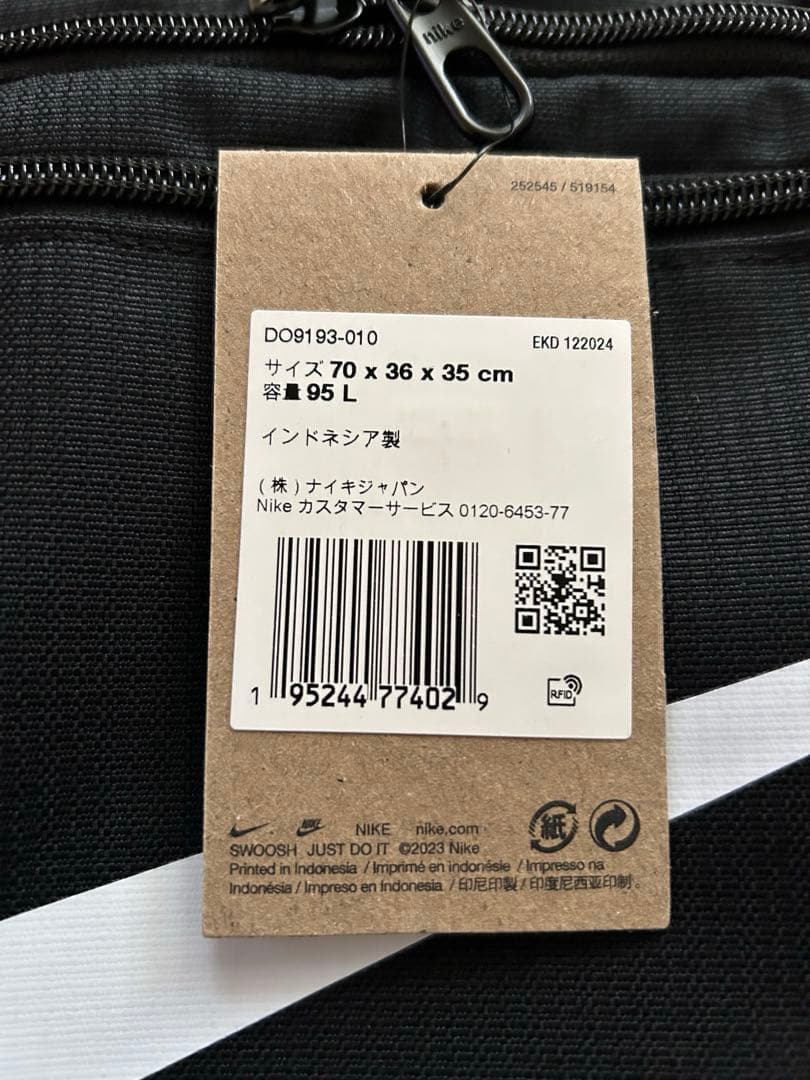 nike
252545 / 519154
DO9193-010
EKD 122024
サイズ 70 x 36 x 35 cm
容量 95 L
インドネシア製
(株)ナイキジャパン
Nike カスタマーサービス 0120-6453-77
1 95244 77402 9
RFID
NIKE nike.com 紙
SWOOSH JUST DO IT ©2023 Nike
Printed in Indonesia / Imprimé en indonésie / Impresso na
Indonésia / Impreso en Indonesia / 印尼印製 / 印度尼西亚印制。